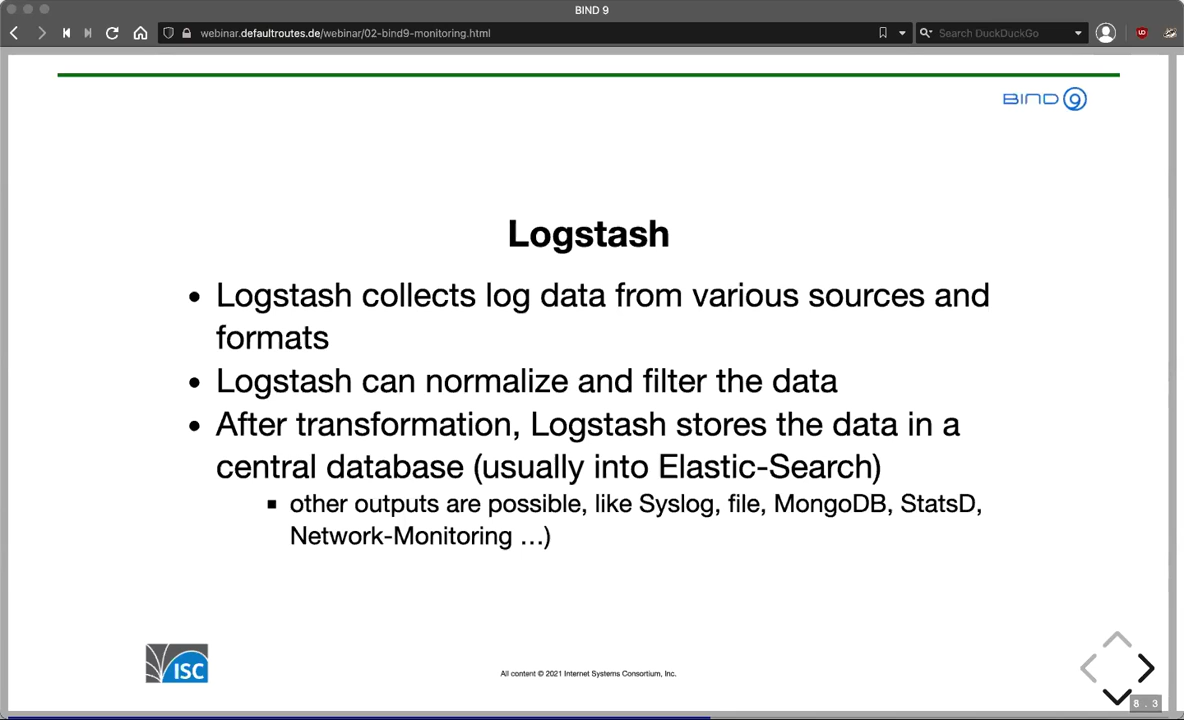 BIND 9
webinar.defaultroutes.de/webinar/02-bind9-monitoring.html
Search DuckDuckGo
BIND 9
Logstash
• Logstash collects log data from various sources and
formats
• Logstash can normalize and filter the data
• After transformation, Logstash stores the data in a
central database (usually into Elastic-Search)
▪ other outputs are possible, like Syslog, file, MongoDB, StatsD,
Network-Monitoring …)
ISC
All content © 2021 Internet Systems Consortium, Inc.
8 . 3